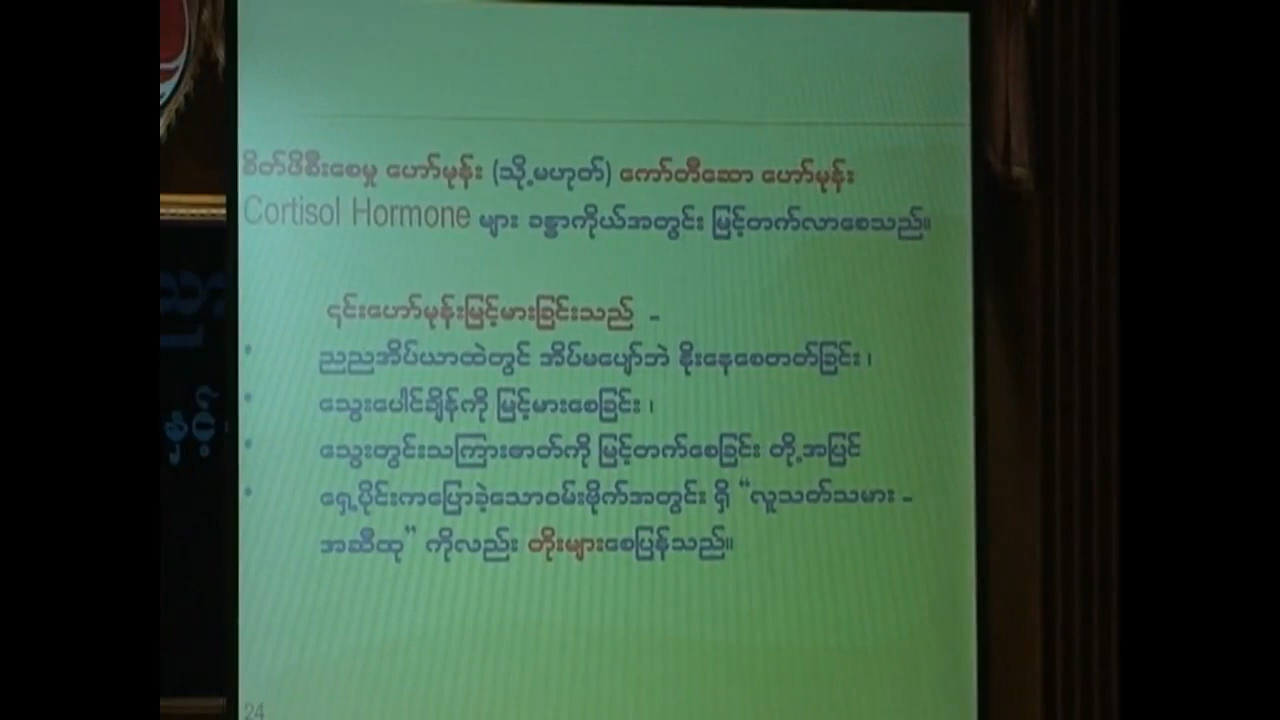 စိတ်ဖိစီးစေမှု ဟော်မုန်း (သို့မဟုတ်) ကော်တီဆော ဟော်မုန်း
Cortisol Hormone များ ခန္ဓာကိုယ်အတွင်း မြင့်တက်လာစေသည်။
၎င်းဟော်မုန်းမြင့်မားခြင်းသည် –
• ညညအိပ်ယာထဲတွင် အိပ်မပျော်ဘဲ နိုးနေစေတတ်ခြင်း ၊
• သွေးပေါင်ချိန်ကို မြင့်မားစေခြင်း ၊
• သွေးတွင်းသကြားဓာတ်ကို မြင့်တက်စေခြင်း တို့အပြင်
• ရှေ့ပိုင်းကပြောခဲ့သောဝမ်းဗိုက်အတွင်း ရှိ “လူသတ်သမား –
အဆီထု” ကိုလည်း တိုးများစေပြန်သည်။
24
နှင့်